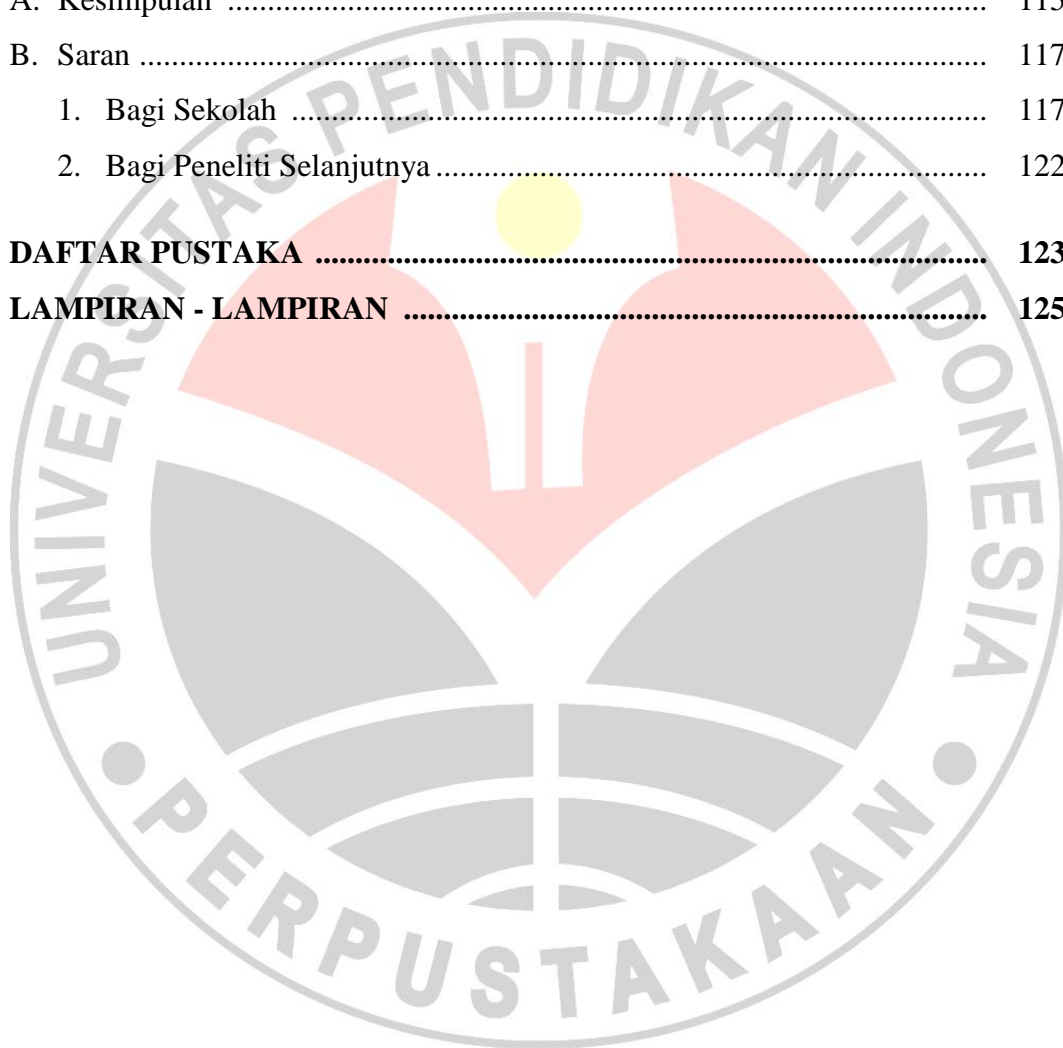 A. Kesimpulan ........................................................................ 115
B. Saran ........................................................................ 117
1. Bagi Sekolah ........................................................................ 117
2. Bagi Peneliti Selanjutnya ........................................................................ 122
DAFTAR PUSTAKA ........................................................................ 123
LAMPIRAN - LAMPIRAN ........................................................................ 125
UNIVERSITAS PENDIDIKAN INDONESIA
PERPUSTAKAAN